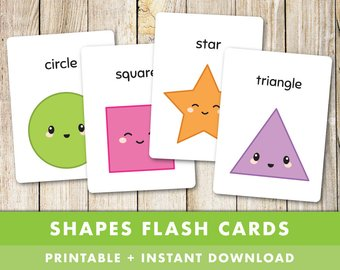 circle
square
star
triangle
SHAPES FLASH CARDS
PRINTABLE + INSTANT DOWNLOAD